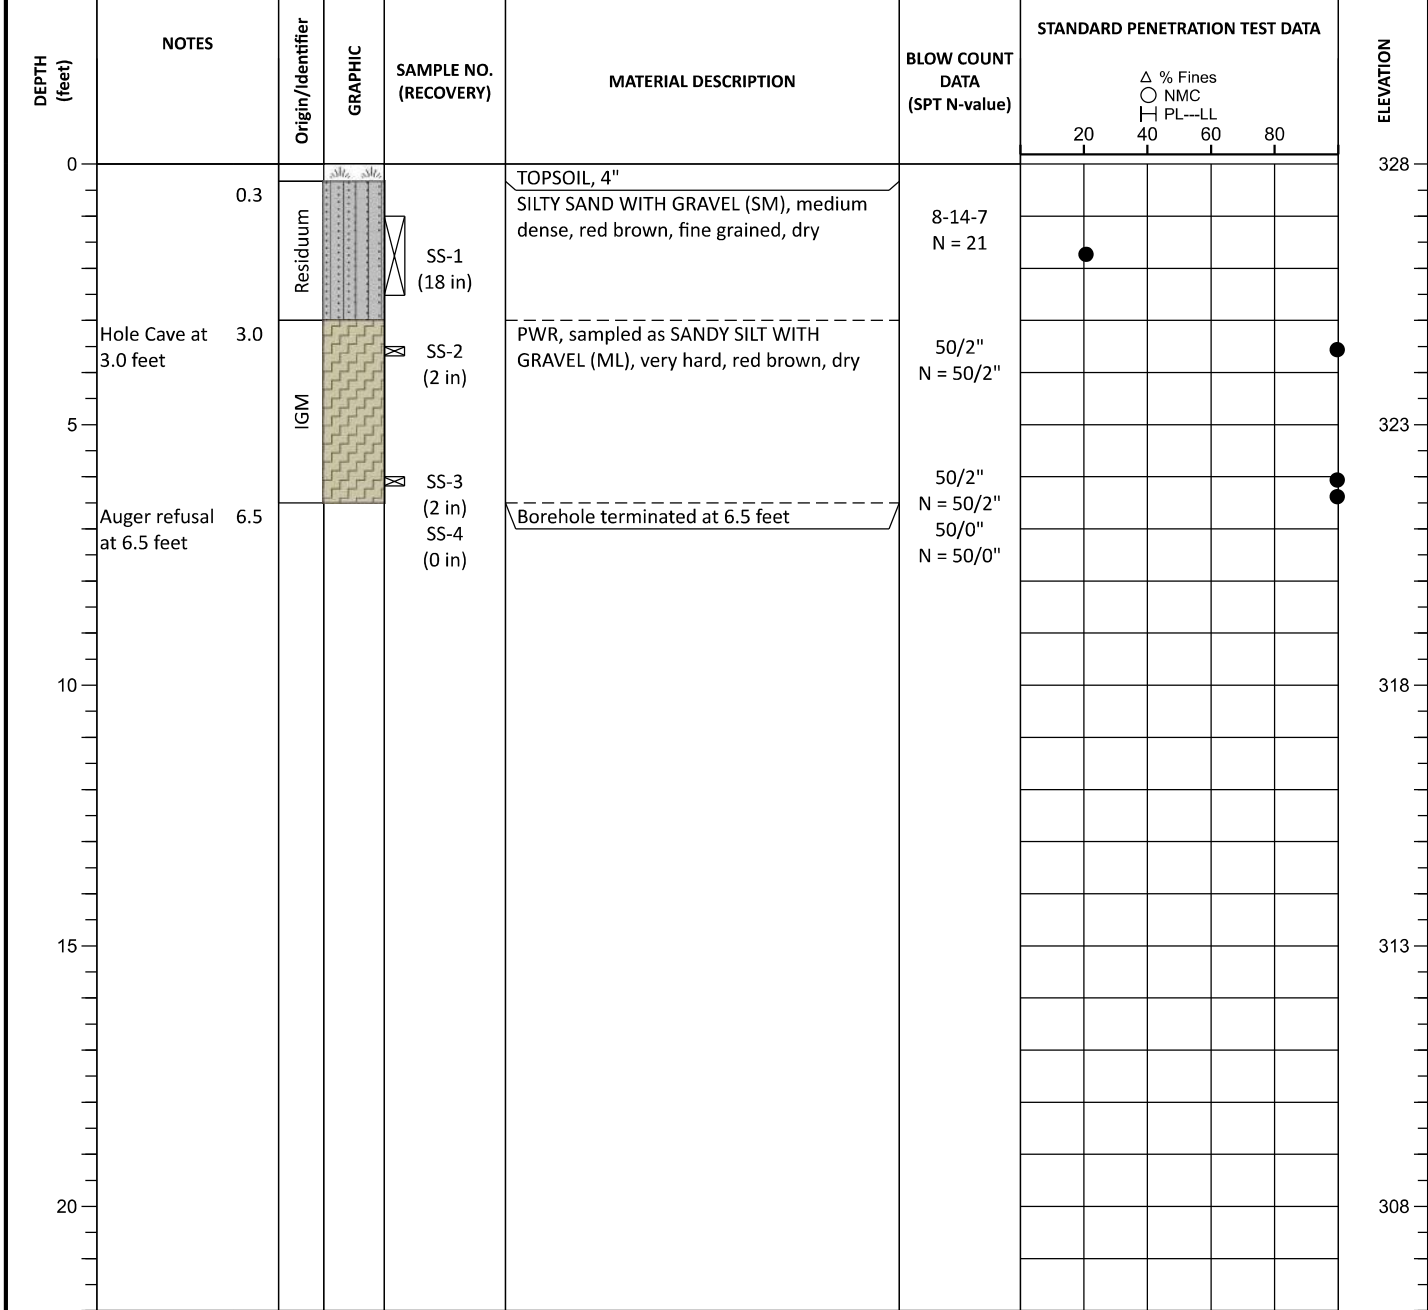 DEPTH
(feet)
NOTES
Origin/Identifier
GRAPHIC
SAMPLE NO.
(RECOVERY)
MATERIAL DESCRIPTION
BLOW COUNT
DATA
(SPT N-value)
STANDARD PENETRATION TEST DATA
% Fines
NMC
PL---LL
20 40 60 80
ELEVATION
0
328
TOPSOIL, 4"
0.3
Residuum
SILTY SAND WITH GRAVEL (SM), medium
dense, red brown, fine grained, dry
8-14-7
N = 21
SS-1
(18 in)
Hole Cave at
3.0 feet
3.0
IGM
PWR, sampled as SANDY SILT WITH
GRAVEL (ML), very hard, red brown, dry
SS-2
(2 in)
50/2"
N = 50/2"
5
323
SS-3
(2 in)
50/2"
N = 50/2"
Auger refusal
at 6.5 feet
6.5
Borehole terminated at 6.5 feet
SS-4
(0 in)
50/0"
N = 50/0"
10
318
15
313
20
308